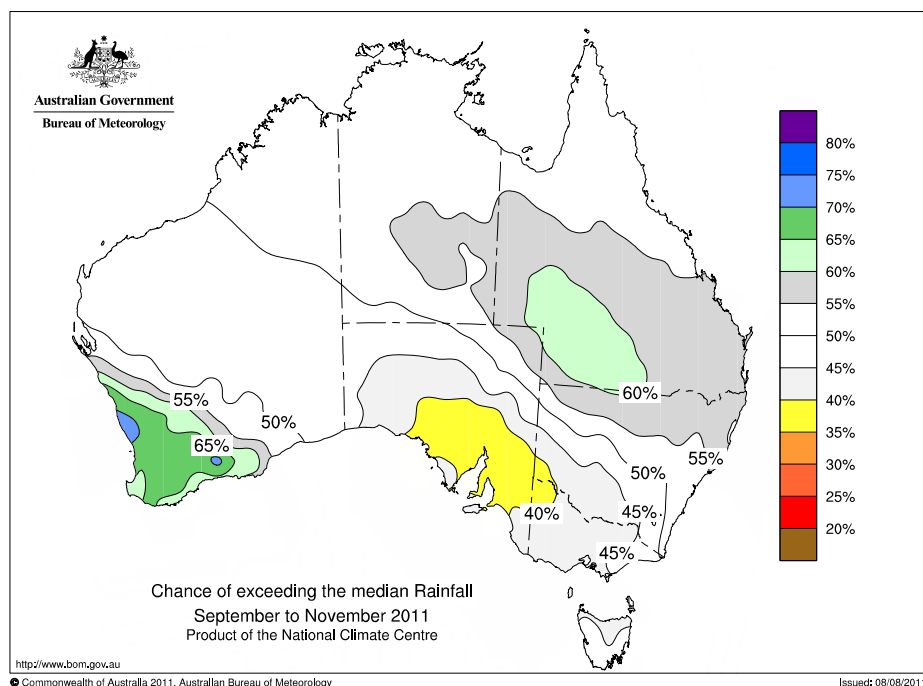 Australian Government
Bureau of Meteorology
80%
75%
70%
65%
60%
55%
50%
45%
40%
35%
30%
25%
20%
55%
50%
65%
60%
55%
50%
45%
40%
45%
Chance of exceeding the median Rainfall
September to November 2011
Product of the National Climate Centre
http://www.bom.gov.au
© Commonwealth of Australia 2011, Australian Bureau of Meteorology
Issued: 08/08/2011